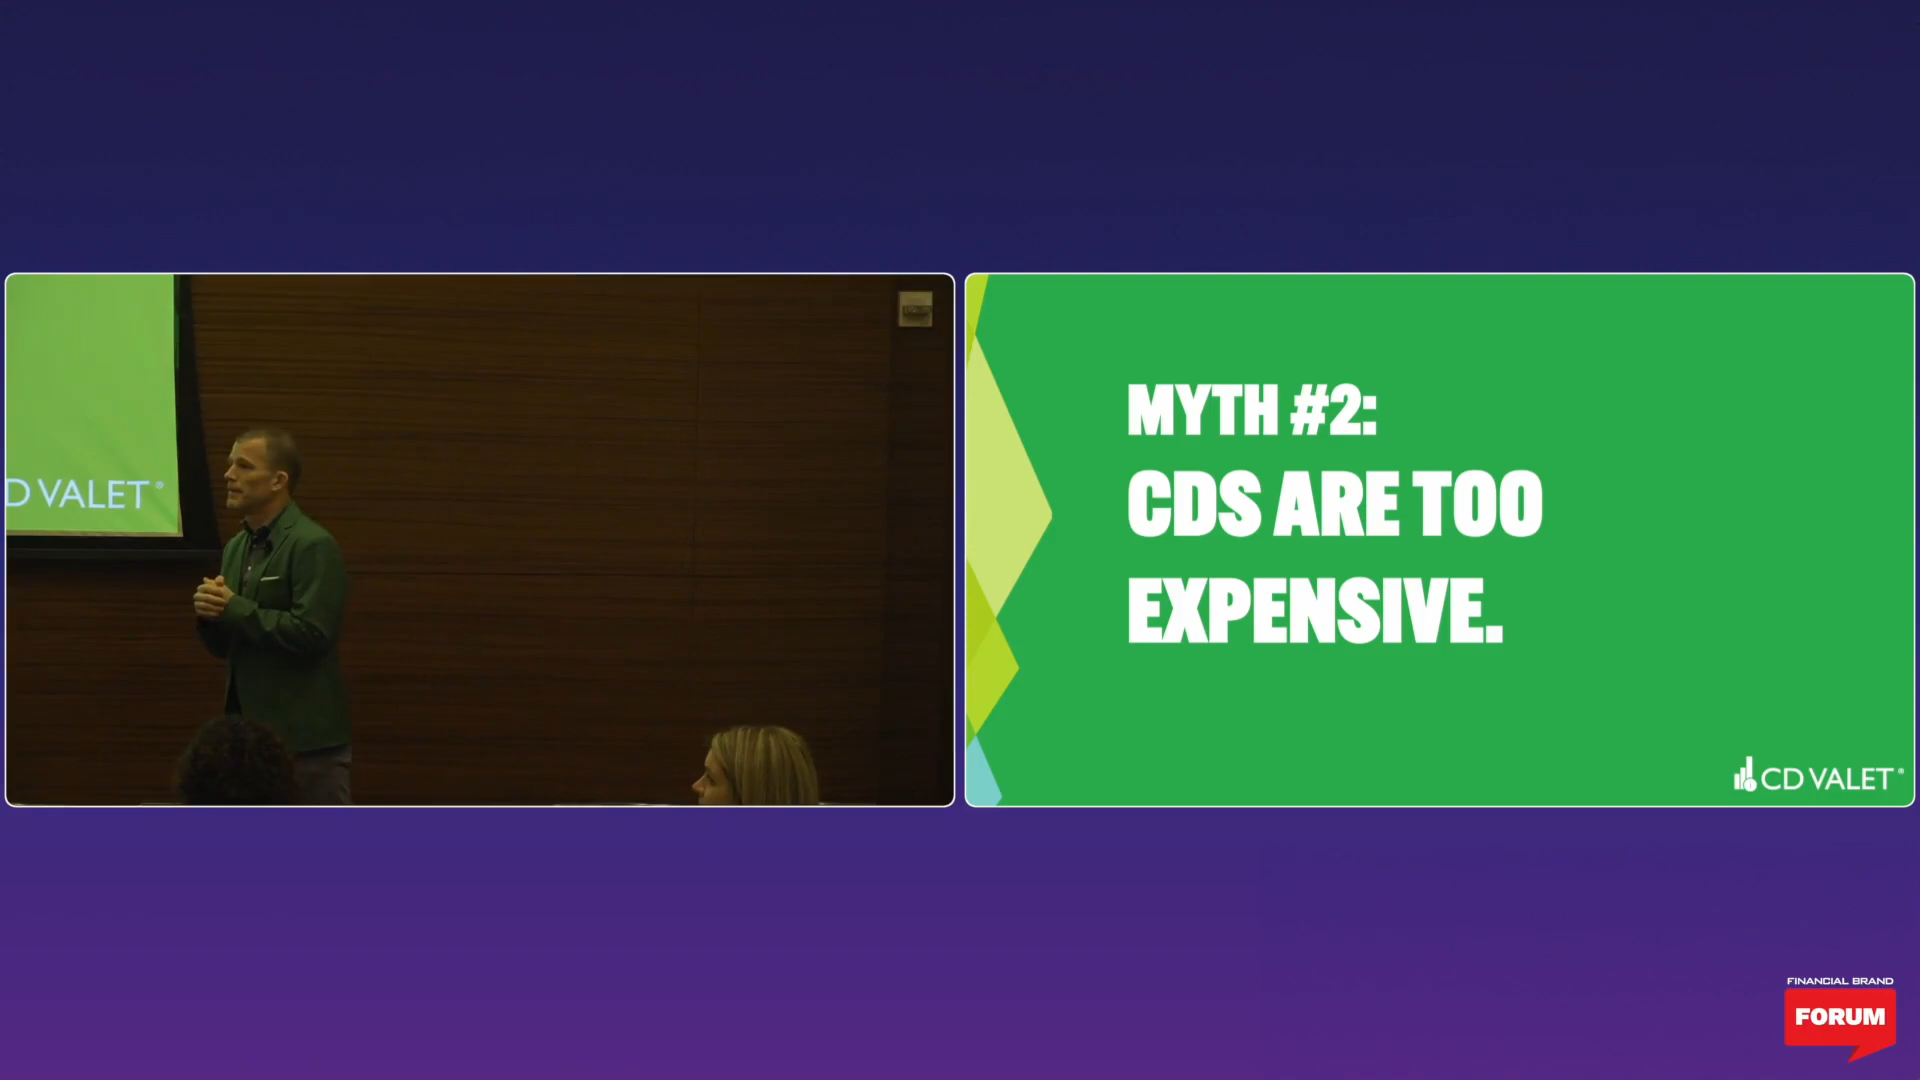 D VALET®
MYTH #2:
CDS ARE TOO
EXPENSIVE.
CD VALET®
FINANCIAL BRAND
FORUM